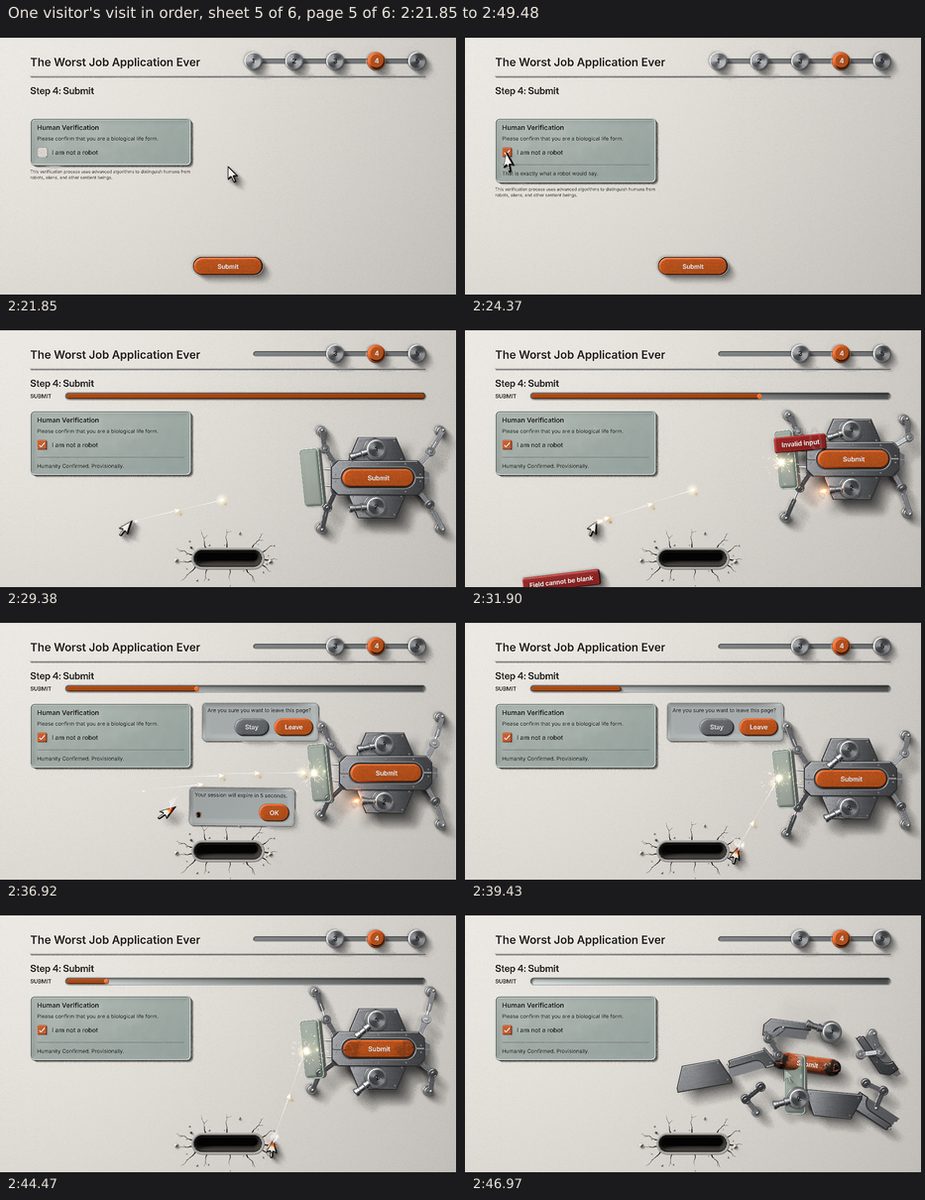 One visitor's visit in order, sheet 5 of 6, page 5 of 6: 2:21.85 to 2:49.48
The Worst Job Application Ever
4
Step 4: Submit
Human Verification
Please confirm that you are a biological life form.
I am not a robot
This verification process uses advanced algorithms to distinguish humans from
robots, aliens, and other sentient beings.
Submit
2:21.85
The Worst Job Application Ever
4
Step 4: Submit
Human Verification
Please confirm that you are a biological life form.
I am not a robot
That is exactly what a robot would say.
This verification process uses advanced algorithms to distinguish humans from
robots, aliens, and other sentient beings.
Submit
2:24.37
The Worst Job Application Ever
4
Step 4: Submit
SUBMIT
Human Verification
Please confirm that you are a biological life form.
I am not a robot
Humanity Confirmed. Provisionally.
Submit
2:29.38
The Worst Job Application Ever
4
Step 4: Submit
SUBMIT
Human Verification
Please confirm that you are a biological life form.
I am not a robot
Humanity Confirmed. Provisionally.
Invalid input
Submit
Field cannot be blank
2:31.90
The Worst Job Application Ever
4
Step 4: Submit
SUBMIT
Human Verification
Please confirm that you are a biological life form.
I am not a robot
Humanity Confirmed. Provisionally.
Are you sure you want to leave this page?
Stay Leave
Submit
Your session will expire in 5 seconds.
OK
2:36.92
The Worst Job Application Ever
4
Step 4: Submit
SUBMIT
Human Verification
Please confirm that you are a biological life form.
I am not a robot
Humanity Confirmed. Provisionally.
Are you sure you want to leave this page?
Stay Leave
Submit
2:39.43
The Worst Job Application Ever
4
Step 4: Submit
SUBMIT
Human Verification
Please confirm that you are a biological life form.
I am not a robot
Humanity Confirmed. Provisionally.
Submit
2:44.47
The Worst Job Application Ever
4
Step 4: Submit
SUBMIT
Human Verification
Please confirm that you are a biological life form.
I am not a robot
Humanity Confirmed. Provisionally.
Submit
2:46.97